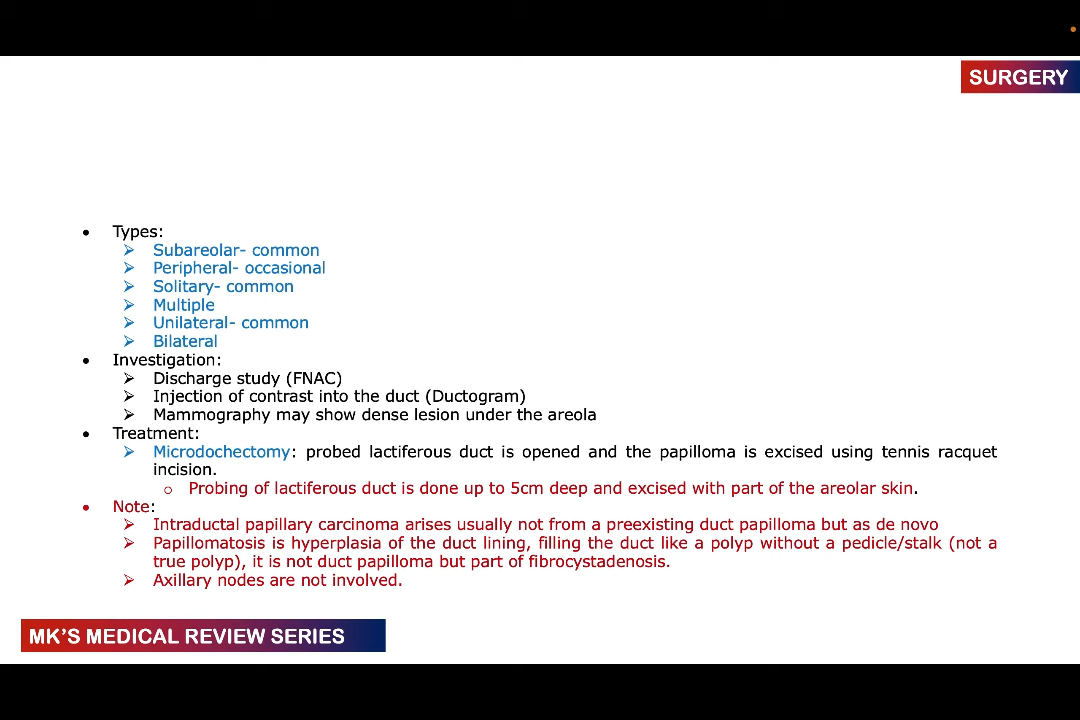 SURGERY
• Types:
➢ Subareolar- common
➢ Peripheral- occasional
➢ Solitary- common
➢ Multiple
➢ Unilateral- common
➢ Bilateral
• Investigation:
➢ Discharge study (FNAC)
➢ Injection of contrast into the duct (Ductogram)
➢ Mammography may show dense lesion under the areola
• Treatment:
➢ Microdochectomy: probed lactiferous duct is opened and the papilloma is excised using tennis racquet
incision.
o Probing of lactiferous duct is done up to 5cm deep and excised with part of the areolar skin.
• Note:
➢ Intraductal papillary carcinoma arises usually not from a preexisting duct papilloma but as de novo
➢ Papillomatosis is hyperplasia of the duct lining, filling the duct like a polyp without a pedicle/stalk (not a
true polyp), it is not duct papilloma but part of fibrocystadenosis.
➢ Axillary nodes are not involved.
MK'S MEDICAL REVIEW SERIES